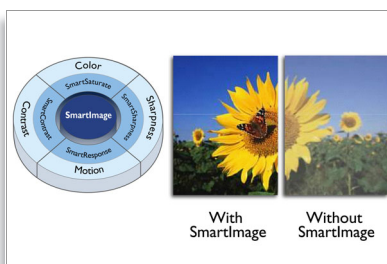 Color
SmartSaturate
Contrast
SmartContrast
SmartImage
SmartSharpness
Sharpness
SmartResponse
Motion
With
SmartImage
Without
SmartImage